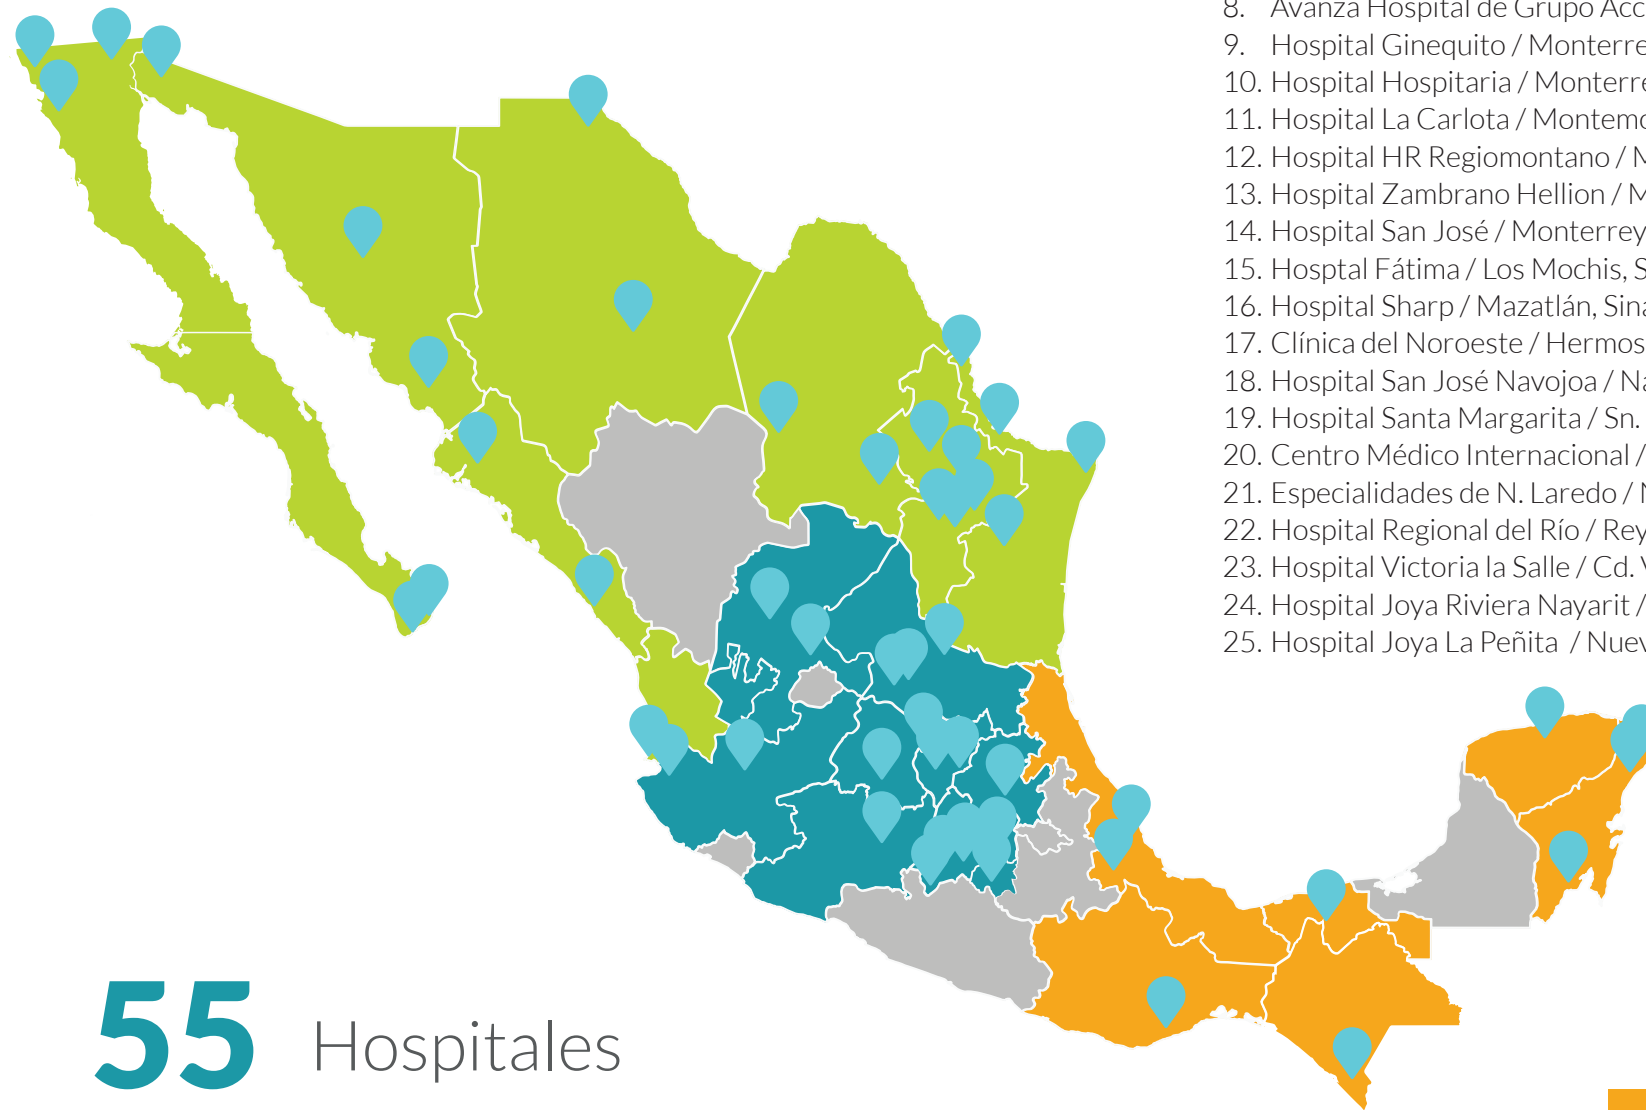 8. Avanza Hospital de Grupo Acc
9. Hospital Ginequito / Monterre
10. Hospital Hospitaria / Monterre
11. Hospital La Carlota / Montemo
12. Hospital HR Regiomontano / M
13. Hospital Zambrano Hellion / M
14. Hospital San José / Monterrey
15. Hosptal Fátima / Los Mochis, S
16. Hospital Sharp / Mazatlán, Sina
17. Clínica del Noroeste / Hermos
18. Hospital San José Navojoa / Na
19. Hospital Santa Margarita / Sn.
20. Centro Médico Internacional /
21. Especialidades de N. Laredo / N
22. Hospital Regional del Río / Rey
23. Hospital Victoria la Salle / Cd. V
24. Hospital Joya Riviera Nayarit /
25. Hospital Joya La Peñita / Nuev
55 Hospitales